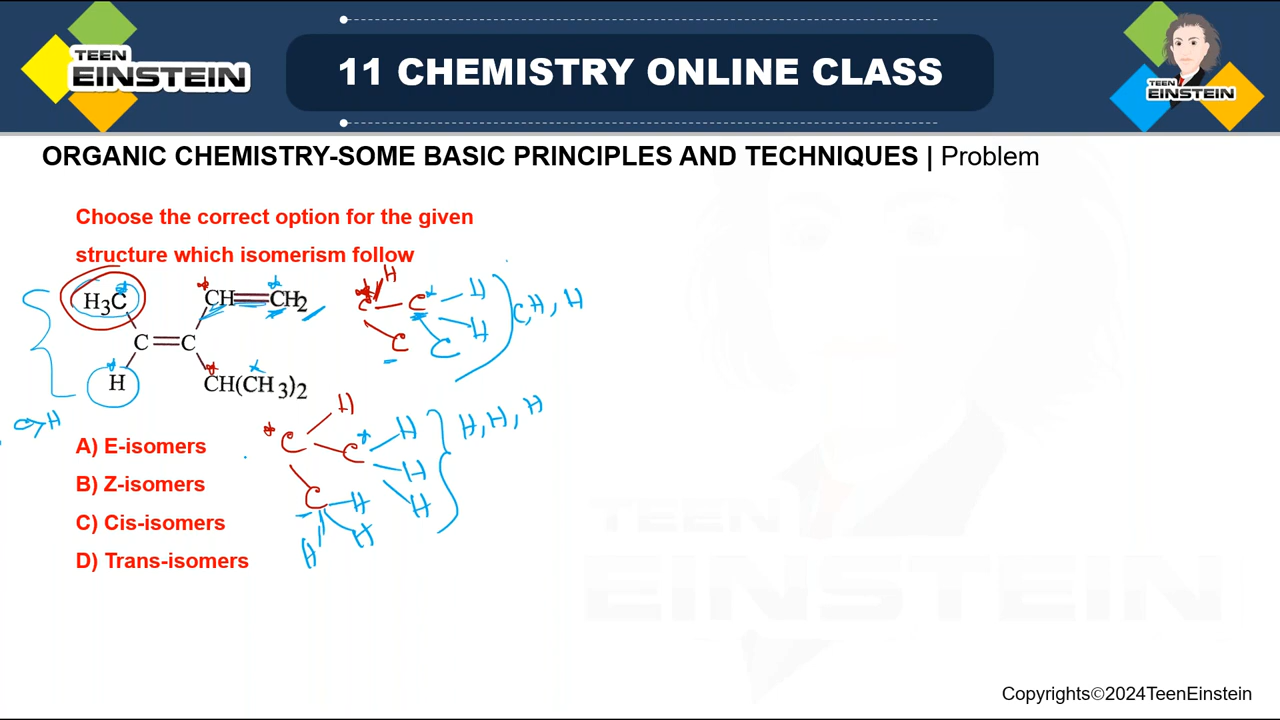 TEEN
EINSTEIN
11 CHEMISTRY ONLINE CLASS
TEEN
EINSTEIN
ORGANIC CHEMISTRY-SOME BASIC PRINCIPLES AND TECHNIQUES | Problem
Choose the correct option for the given
structure which isomerism follow
H3C CH CH2
C C
H CH(CH3)2
H
C C H
H
C C
C,H,H
C>H
H
C C H
H
H
C H
H
H
H,H,H
A) E-isomers
B) Z-isomers
C) Cis-isomers
D) Trans-isomers
TEEN
EINSTEIN
Copyrights©2024TeenEinstein